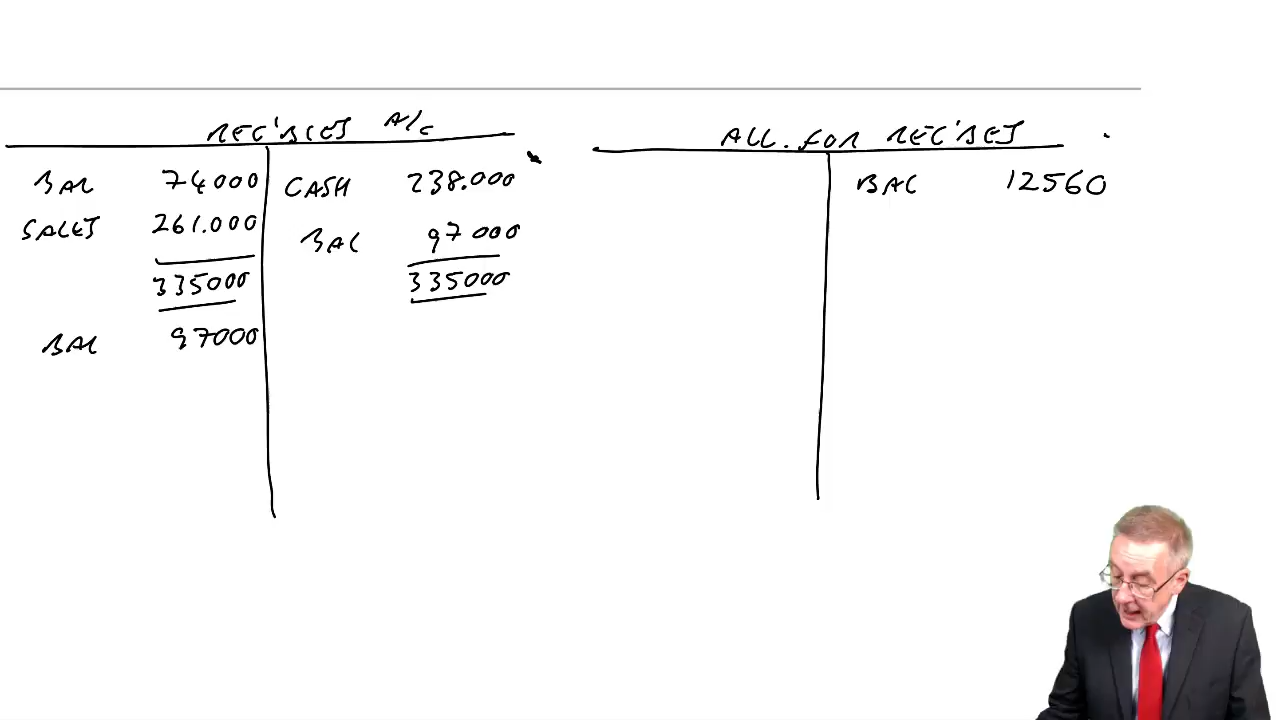 REC'BLES A/c
BAL 74000 CASH 238.000
SALES 261.000 BAL 97000
335000 335000
BAL 97000
ALL. FOR REC'BES
BAL 12560